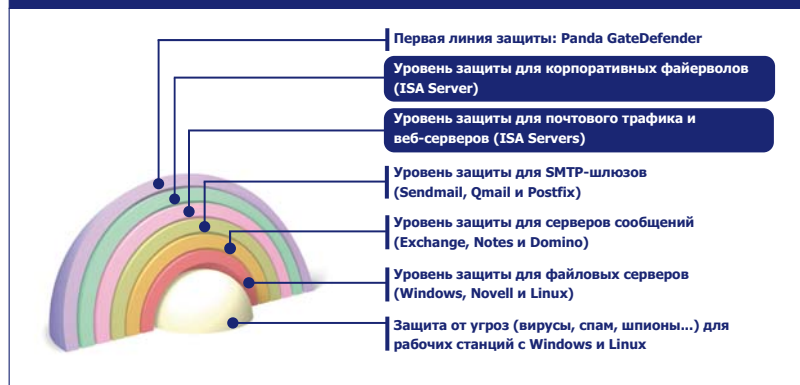 Первая линия защиты: Panda GateDefender
Уровень защиты для корпоративных файерволов
(ISA Server)
Уровень защиты для почтового трафика и
веб-серверов (ISA Servers)
Уровень защиты для SMTP-шлюзов
(Sendmail, Qmail и Postfix)
Уровень защиты для серверов сообщений
(Exchange, Notes и Domino)
Уровень защиты для файловых серверов
(Windows, Novell и Linux)
Защита от угроз (вирусы, спам, шпионы...) для
рабочих станций с Windows и Linux